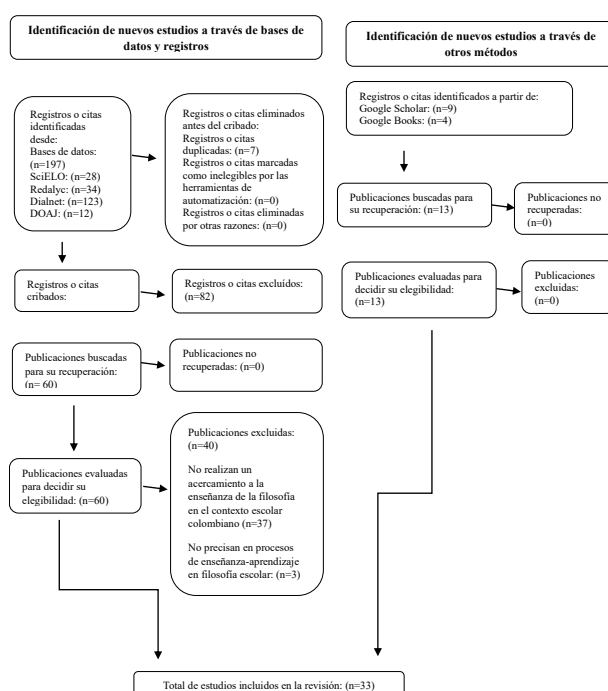 Identificación de nuevos estudios a través de bases de
datos y registros
Identificación de nuevos estudios a través de
otros métodos
Registros o citas
identificadas
desde:
Bases de datos:
(n=197)
SciELO: (n=28)
Redalyc: (n=34)
Dialnet: (n=123)
DOAJ: (n=12)
Registros o citas eliminados
antes del cribado:
Registros o citas
duplicadas: (n=7)
Registros o citas marcadas
como inelegibles por las
herramientas de
automatización: (n=0)
Registros o citas eliminadas
por otras razones: (n=0)
Registros o citas identificados a partir de:
Google Scholar: (n=9)
Google Books: (n=4)
Publicaciones buscadas para
su recuperación: (n=13)
Publicaciones no
recuperadas:
(n=0)
Registros o citas
cribados:
Registros o citas excluídos:
(n=82)
Publicaciones evaluadas para
decidir su elegibilidad:
(n=13)
Publicaciones
excluidas:
(n=0)
Publicaciones buscadas
para su recuperación:
(n= 60)
Publicaciones no
recuperadas: (n=0)
Publicaciones evaluadas
para decidir su
elegibilidad: (n=60)
Publicaciones excluidas:
(n=40)
No realizan un
acercamiento a la
enseñanza de la filosofía
en el contexto escolar
colombiano (n=37)
No precisan en procesos
de enseñanza-aprendizaje
en filosofía escolar: (n=3)
Total de estudios incluidos en la revisión: (n=33)